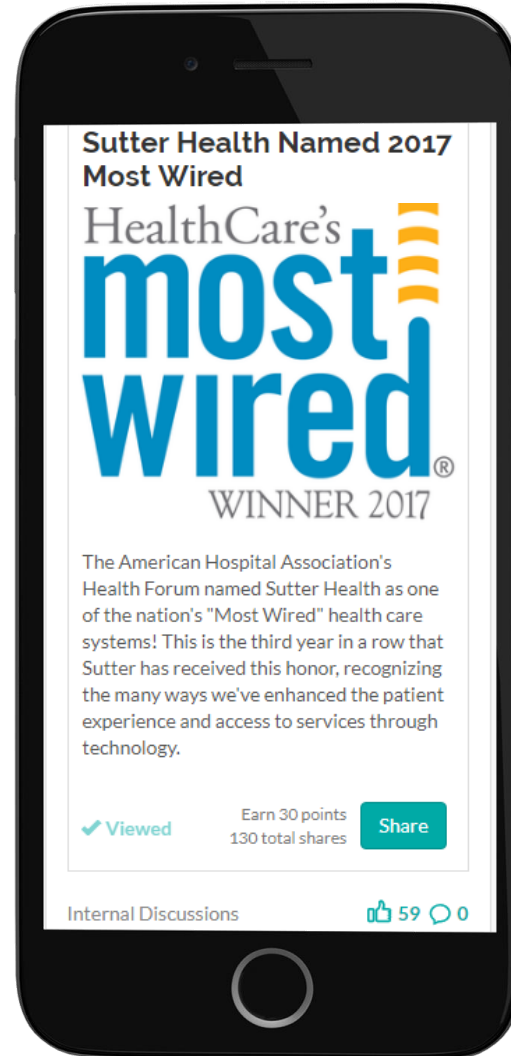 Sutter Health Named 2017
Most Wired
HealthCare's
most
wired®
WINNER 2017
The American Hospital Association's
Health Forum named Sutter Health as one
of the nation's "Most Wired" health care
systems! This is the third year in a row that
Sutter has received this honor, recognizing
the many ways we've enhanced the patient
experience and access to services through
technology.
Viewed
Earn 30 points
130 total shares
Share
Internal Discussions
59
0